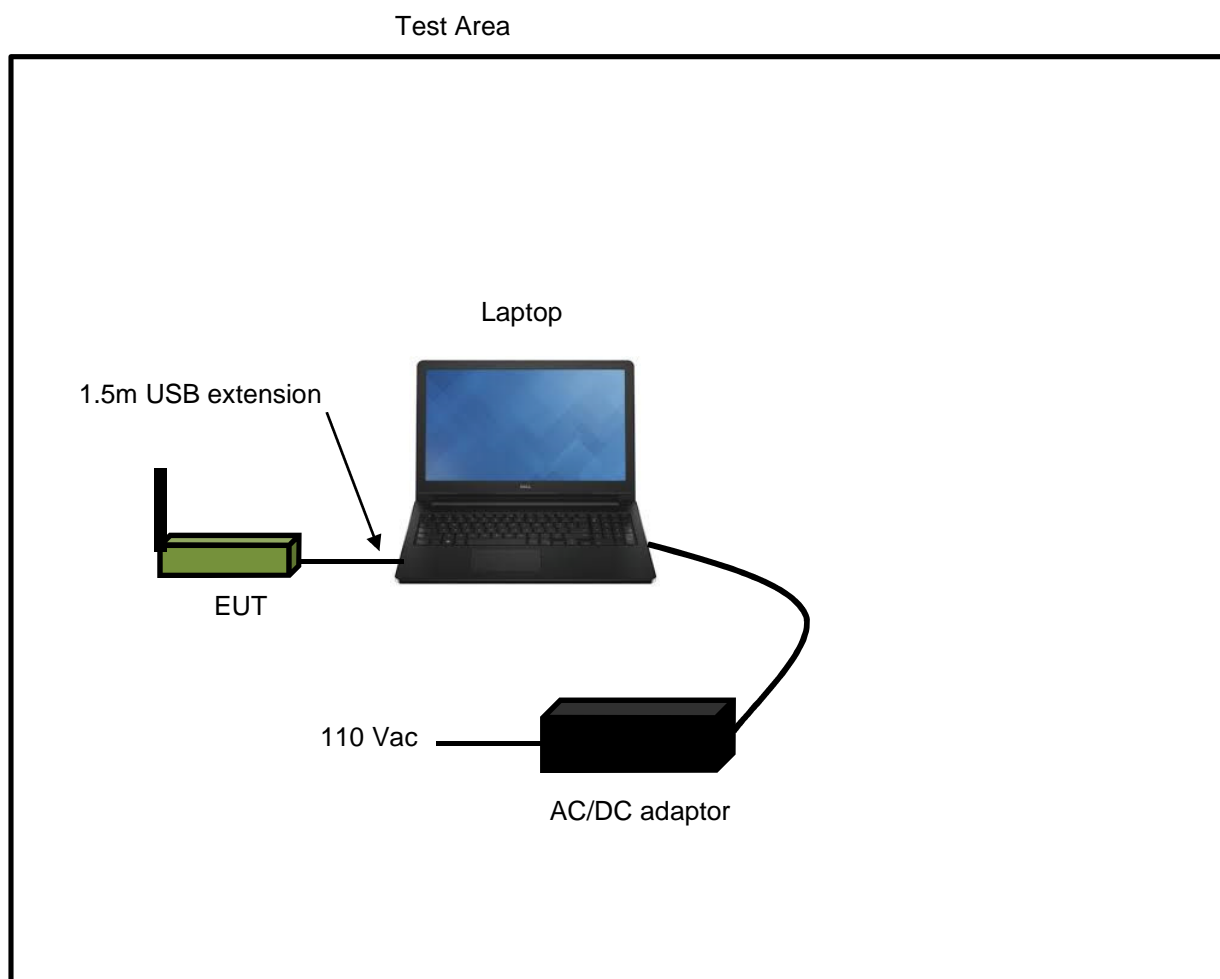 Test Area
Laptop
1.5m USB extension
EUT
110 Vac
AC/DC adaptor